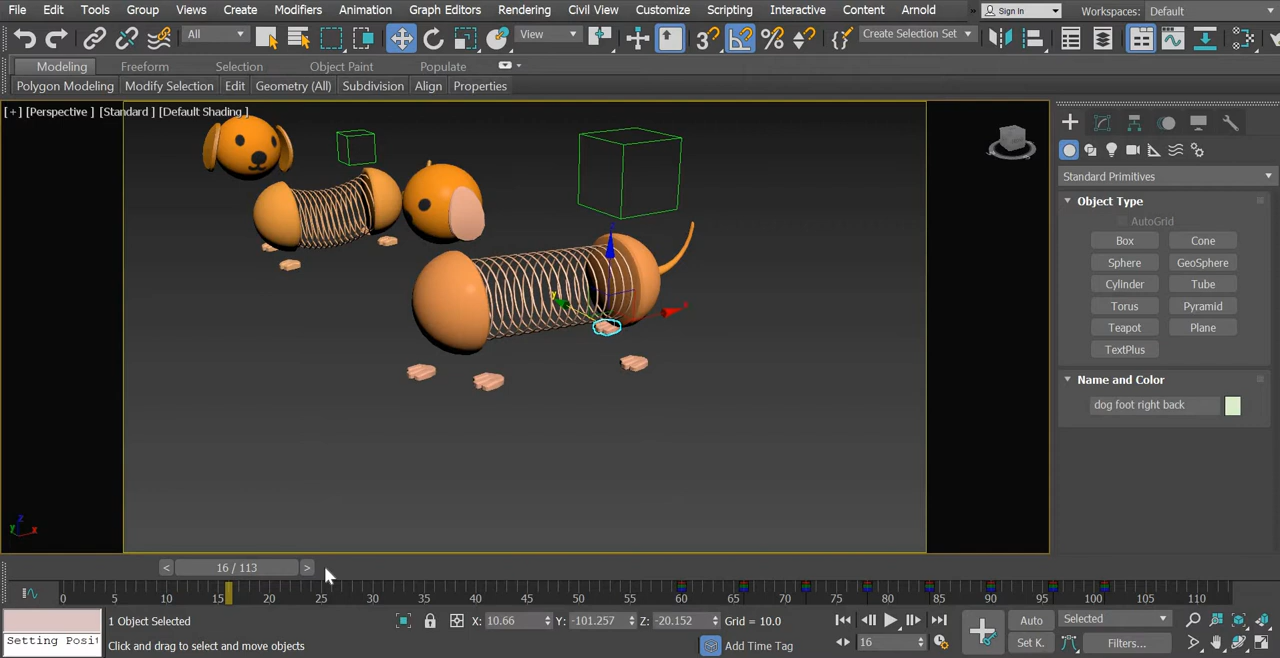 File Edit Tools Group Views Create Modifiers Animation Graph Editors Rendering Civil View Customize Scripting Interactive Content Arnold » Sign In Workspaces: Default
All View Create Selection Set
Modeling Freeform Selection Object Paint Populate
Polygon Modeling Modify Selection Edit Geometry (All) Subdivision Align Properties
[+] [Perspective ] [Standard ] [Default Shading ]
Standard Primitives
Object Type
AutoGrid
Box Cone
Sphere GeoSphere
Cylinder Tube
Torus Pyramid
Teapot Plane
TextPlus
Name and Color
dog foot right back
z
y x
y x
< 16 / 113 >
0 5 10 15 20 25 30 35 40 45 50 55 60 65 70 75 80 85 90 95 100 105 110
1 Object Selected X: 10.66 Y: -101.257 Z: -20.152 Grid = 10.0 Auto Selected
Setting Posit Click and drag to select and move objects Add Time Tag 16 Set K. Filters...